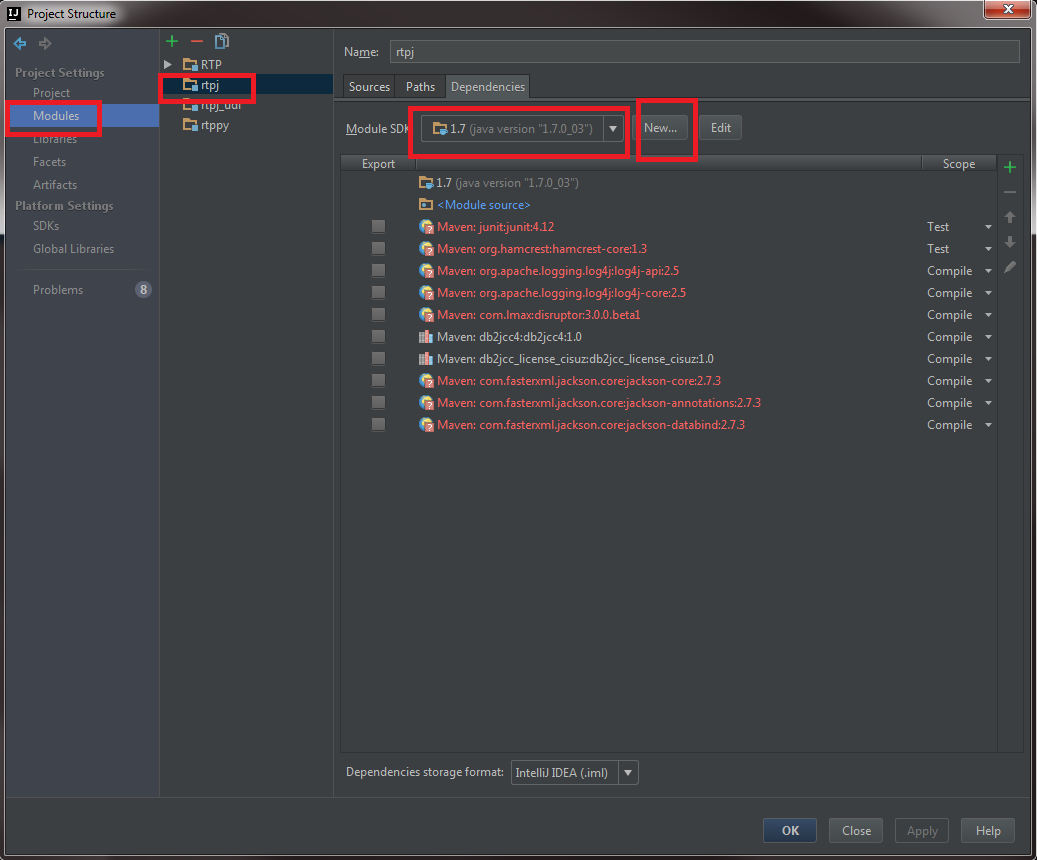 IJ Project Structure
Project Settings
Project
Modules
Libraries
Facets
Artifacts
Platform Settings
SDKs
Global Libraries
Problems 8
RTP
rtpj
rtpj_udf
rtppy
Name: rtpj
Sources Paths Dependencies
Module SDK 1.7 (java version "1.7.0_03") New... Edit
Export Scope
1.7 (java version "1.7.0_03")
<Module source>
Maven: junit:junit:4.12 Test
Maven: org.hamcrest:hamcrest-core:1.3 Test
Maven: org.apache.logging.log4j:log4j-api:2.5 Compile
Maven: org.apache.logging.log4j:log4j-core:2.5 Compile
Maven: com.lmax:disruptor:3.0.0.beta1 Compile
Maven: db2jcc4:db2jcc4:1.0 Compile
Maven: db2jcc_license_cisuz:db2jcc_license_cisuz:1.0 Compile
Maven: com.fasterxml.jackson.core:jackson-core:2.7.3 Compile
Maven: com.fasterxml.jackson.core:jackson-annotations:2.7.3 Compile
Maven: com.fasterxml.jackson.core:jackson-databind:2.7.3 Compile
Dependencies storage format: IntelliJ IDEA (.iml)
OK Close Apply Help